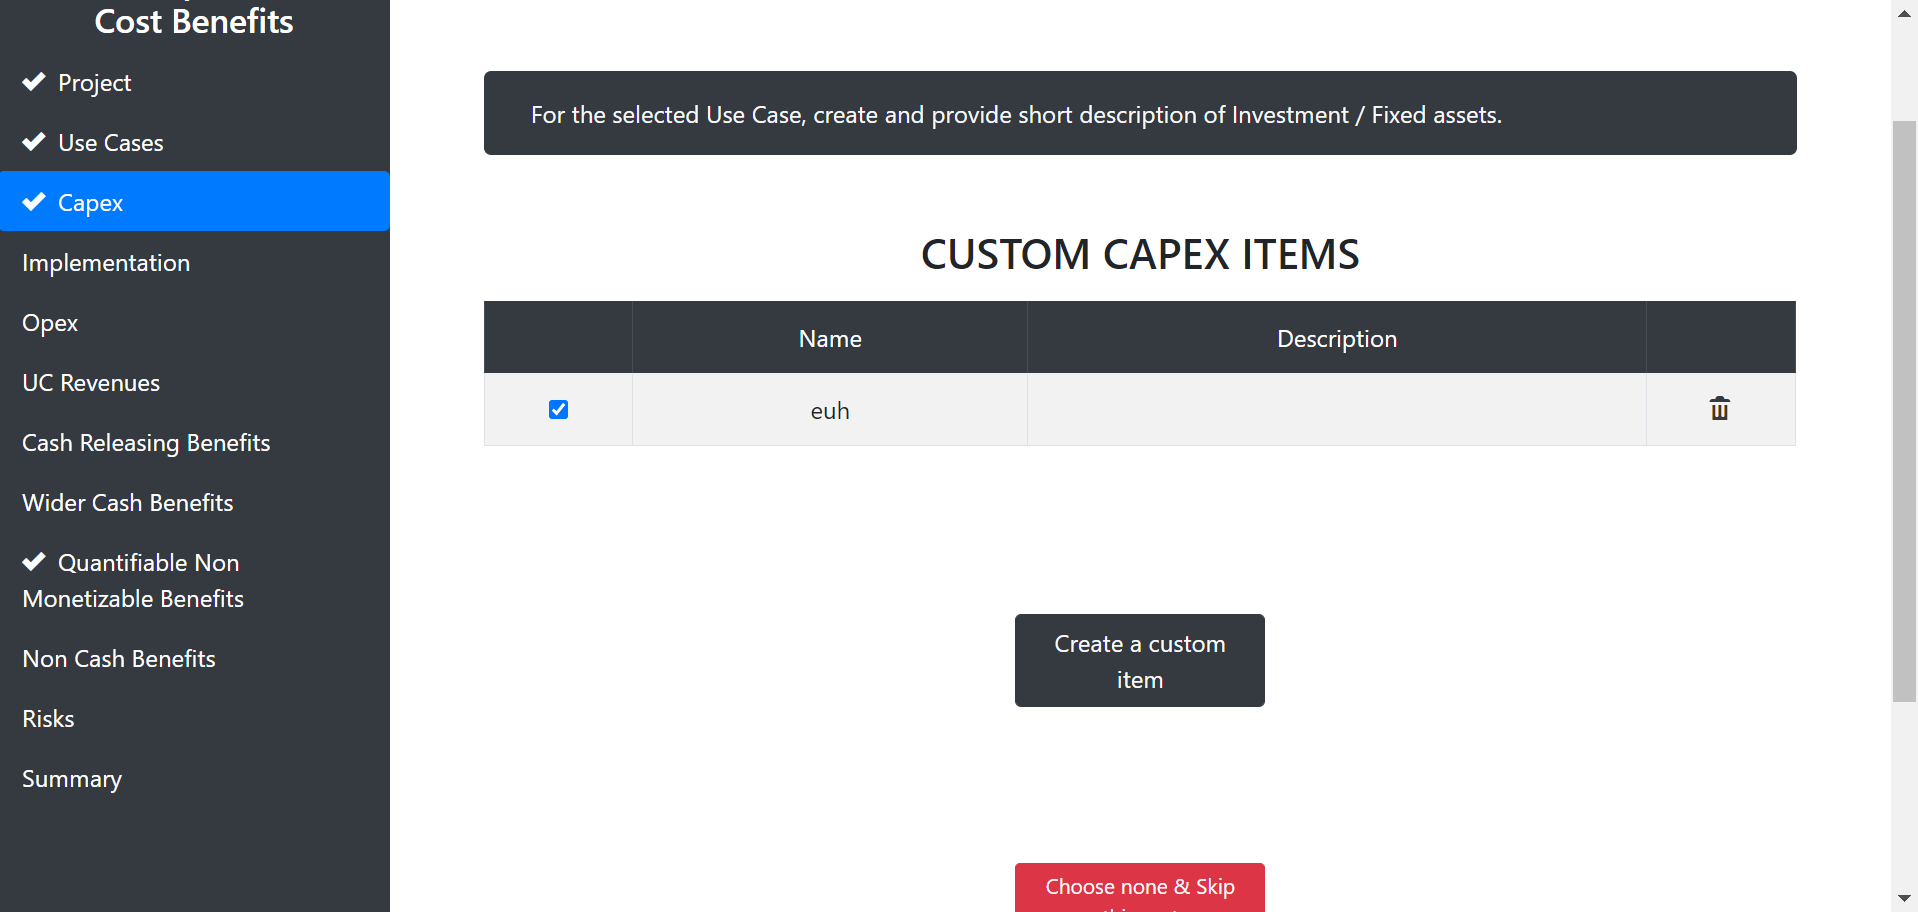 Cost Benefits
Project
Use Cases
Capex
Implementation
Opex
UC Revenues
Cash Releasing Benefits
Wider Cash Benefits
Quantifiable Non
Monetizable Benefits
Non Cash Benefits
Risks
Summary
For the selected Use Case, create and provide short description of Investment / Fixed assets.
CUSTOM CAPEX ITEMS
Name
Description
euh
Create a custom
item
Choose none & Skip